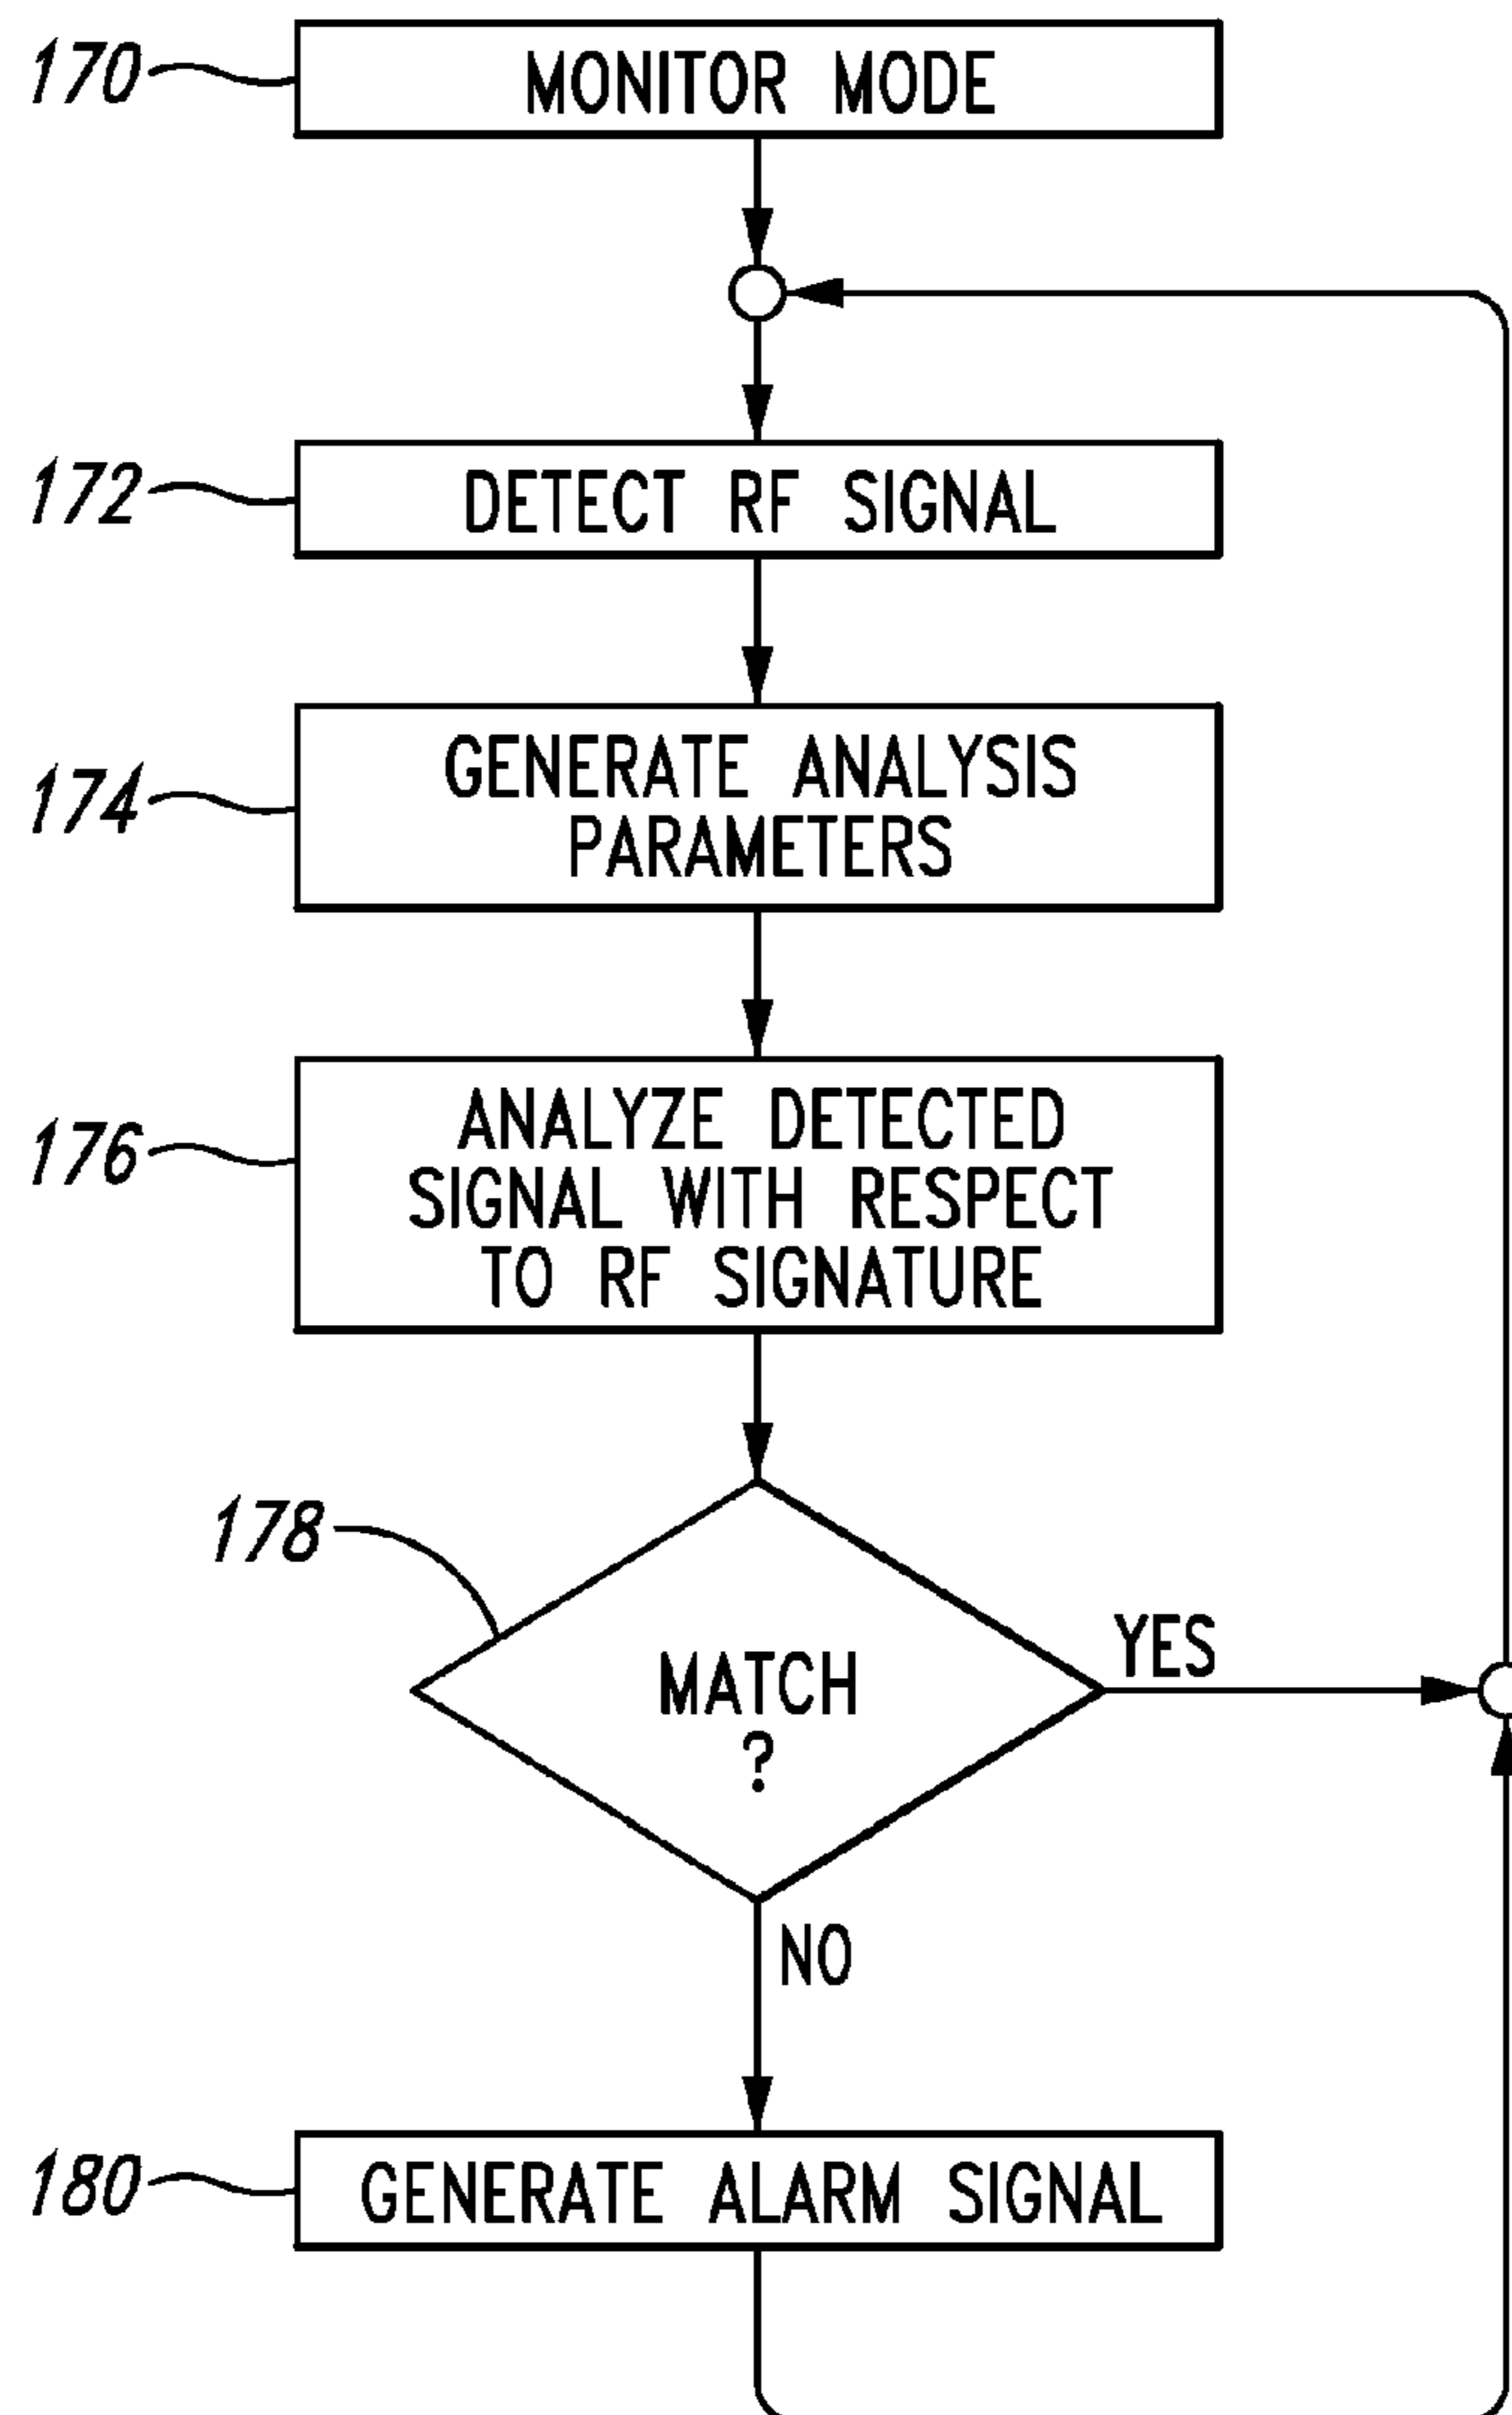 170
MONITOR MODE
172
DETECT RF SIGNAL
174
GENERATE ANALYSIS
PARAMETERS
176
ANALYZE DETECTED
SIGNAL WITH RESPECT
TO RF SIGNATURE
178
MATCH
?
YES
NO
180
GENERATE ALARM SIGNAL